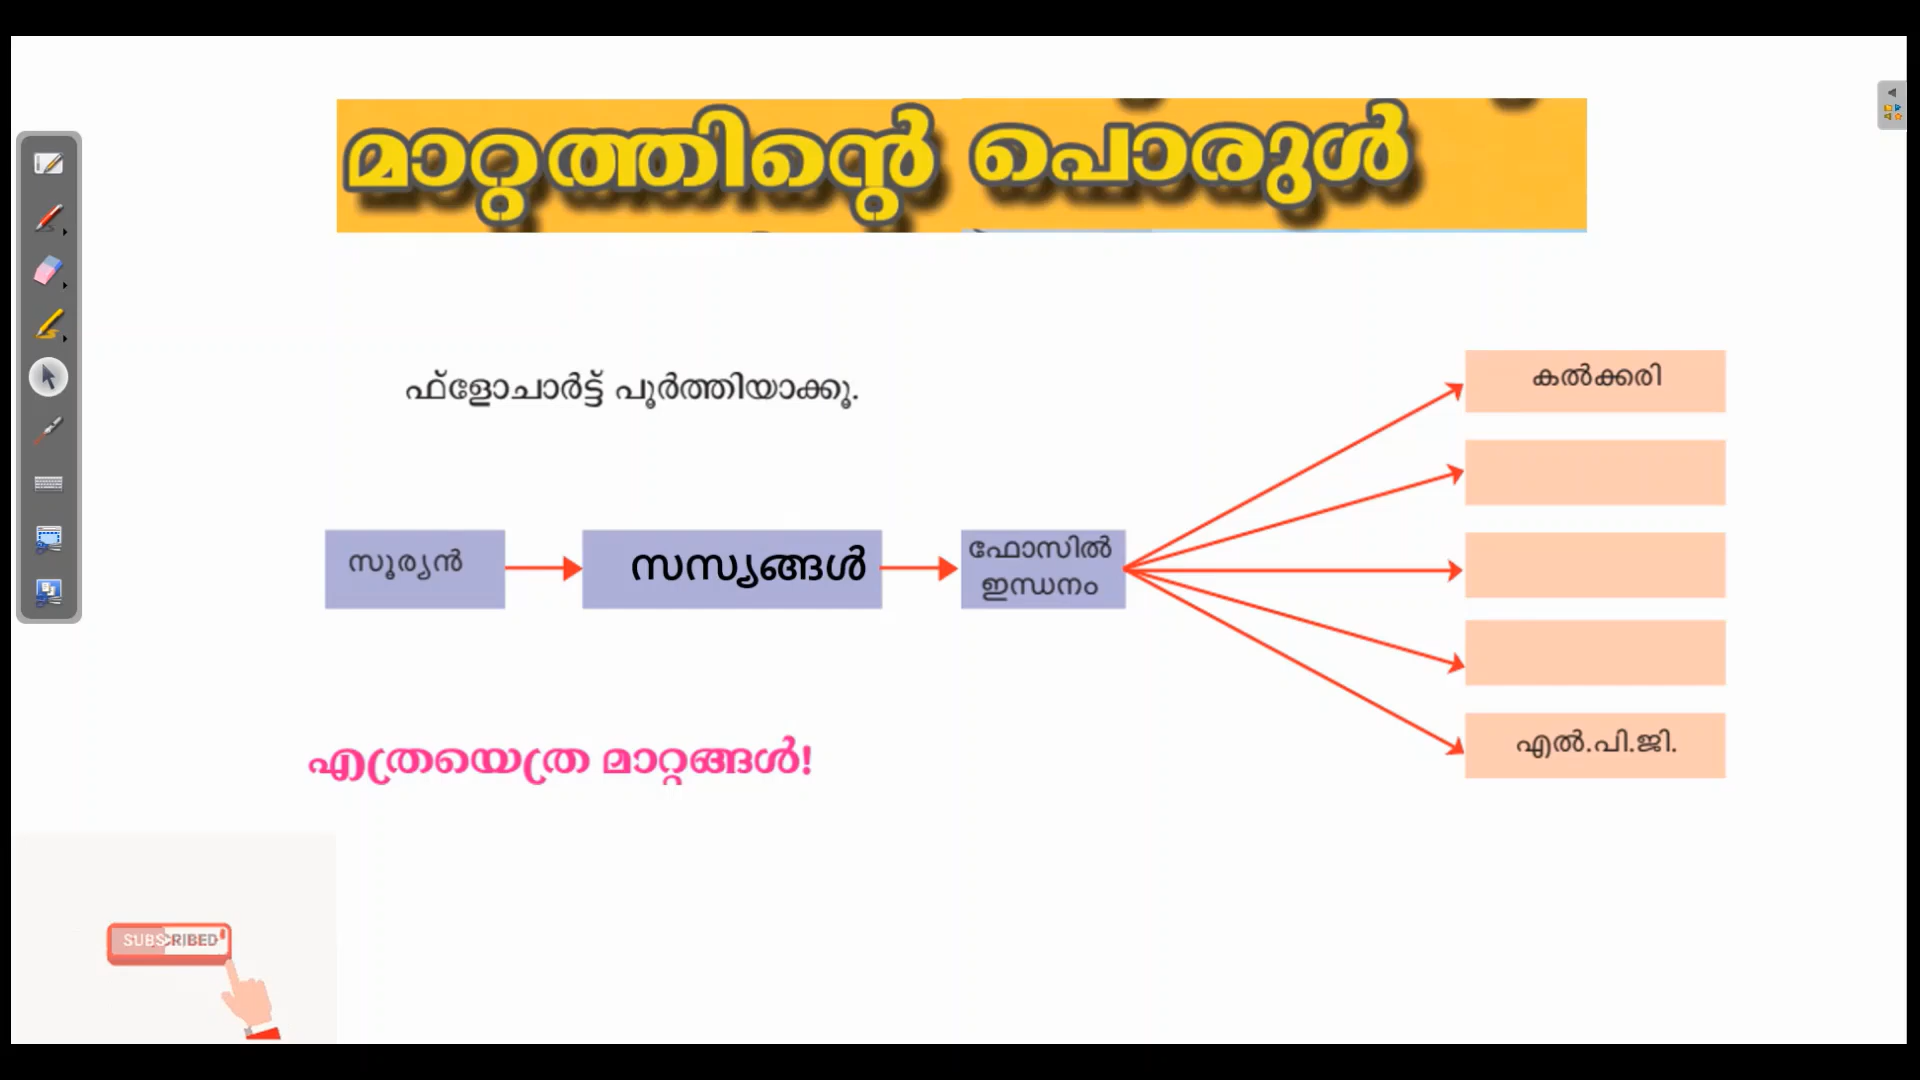 മാറ്റത്തിന്റെ പൊരുൾ
ഫ്ളോചാർട്ട് പൂർത്തിയാക്കൂ.
സൂര്യൻ
സസ്യങ്ങൾ
ഫോസിൽ
ഇന്ധനം
കൽക്കരി
എൽ.പി.ജി.
എത്രയെത്ര മാറ്റങ്ങൾ!
SUBSCRIBED